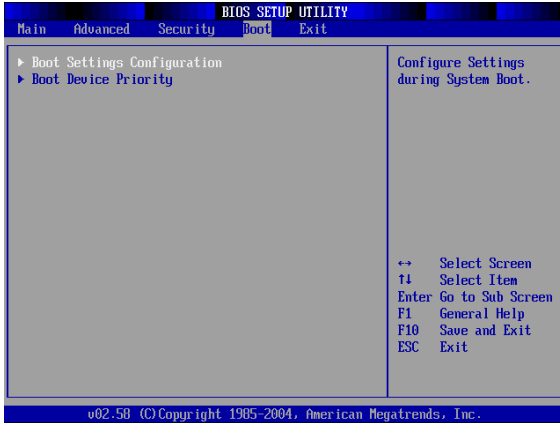 BIOS SETUP UTILITY
Main Advanced Security Boot Exit
▶ Boot Settings Configuration
▶ Boot Device Priority
Configure Settings
during System Boot.
↔ Select Screen
↑↓ Select Item
Enter Go to Sub Screen
F1 General Help
F10 Save and Exit
ESC Exit
v02.58 (C)Copyright 1985-2004, American Megatrends, Inc.